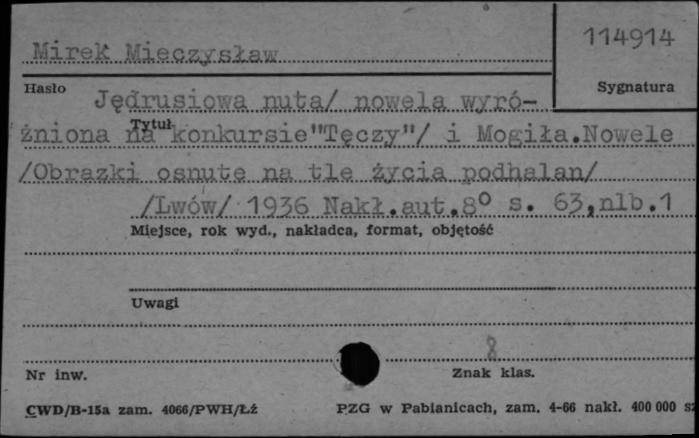 114914
Mirek Mieczysław
Hasło
Sygnatura
Jędrusiowa nuta/ nowela wyró-
Tytuł
żniona na konkursie"Tęczy"/ i Mogiła.Nowele
/Obrazki osnute na tle życia podhalan/
/Lwów/ 1936 Nakł.aut.8° s. 63,nlb.1
Miejsce, rok wyd., nakładca, format, objętość
Uwagi
8
Nr inw.
Znak klas.
CWD/B-15a zam. 4066/PWH/Łź
PZG w Pabianicach, zam. 4-66 nakł. 400 000